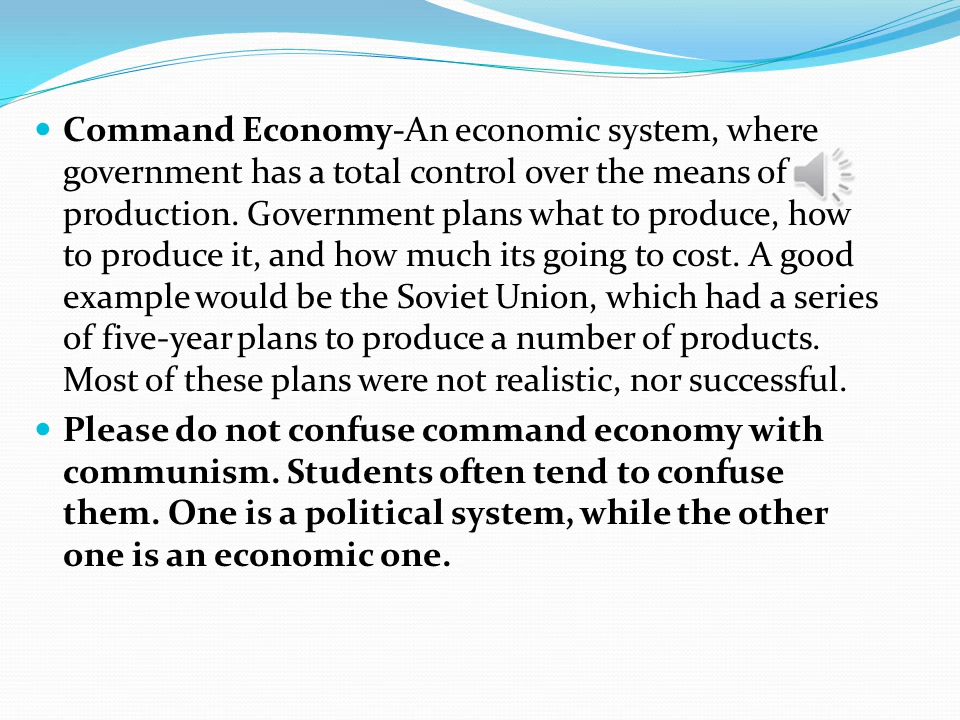 Command Economy-An economic system, where
government has a total control over the means of
production. Government plans what to produce, how
to produce it, and how much its going to cost. A good
example would be the Soviet Union, which had a series
of five-year plans to produce a number of products.
Most of these plans were not realistic, nor successful.
Please do not confuse command economy with
communism. Students often tend to confuse
them. One is a political system, while the other
one is an economic one.